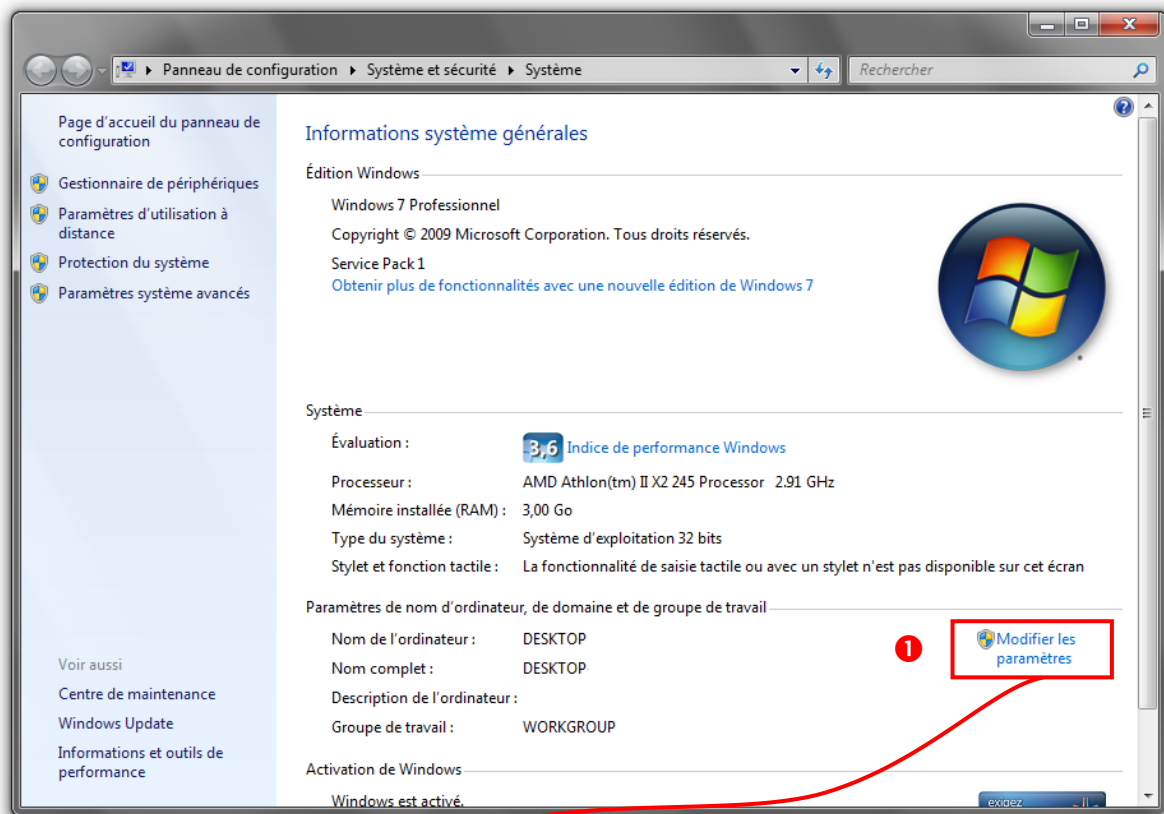 Panneau de configuration Système et sécurité Système
Rechercher
Page d'accueil du panneau de
configuration
Gestionnaire de périphériques
Paramètres d'utilisation à
distance
Protection du système
Paramètres système avancés
Voir aussi
Centre de maintenance
Windows Update
Informations et outils de
performance
Informations système générales
Édition Windows
Windows 7 Professionnel
Copyright © 2009 Microsoft Corporation. Tous droits réservés.
Service Pack 1
Obtenir plus de fonctionnalités avec une nouvelle édition de Windows 7
Système
Évaluation :
3,6 Indice de performance Windows
Processeur : AMD Athlon(tm) II X2 245 Processor 2.91 GHz
Mémoire installée (RAM) : 3,00 Go
Type du système : Système d'exploitation 32 bits
Stylet et fonction tactile : La fonctionnalité de saisie tactile ou avec un stylet n'est pas disponible sur cet écran
Paramètres de nom d'ordinateur, de domaine et de groupe de travail
Nom de l'ordinateur : DESKTOP
Nom complet : DESKTOP
Description de l'ordinateur :
Groupe de travail : WORKGROUP
1
Modifier les
paramètres
Activation de Windows
Windows est activé.
exigez